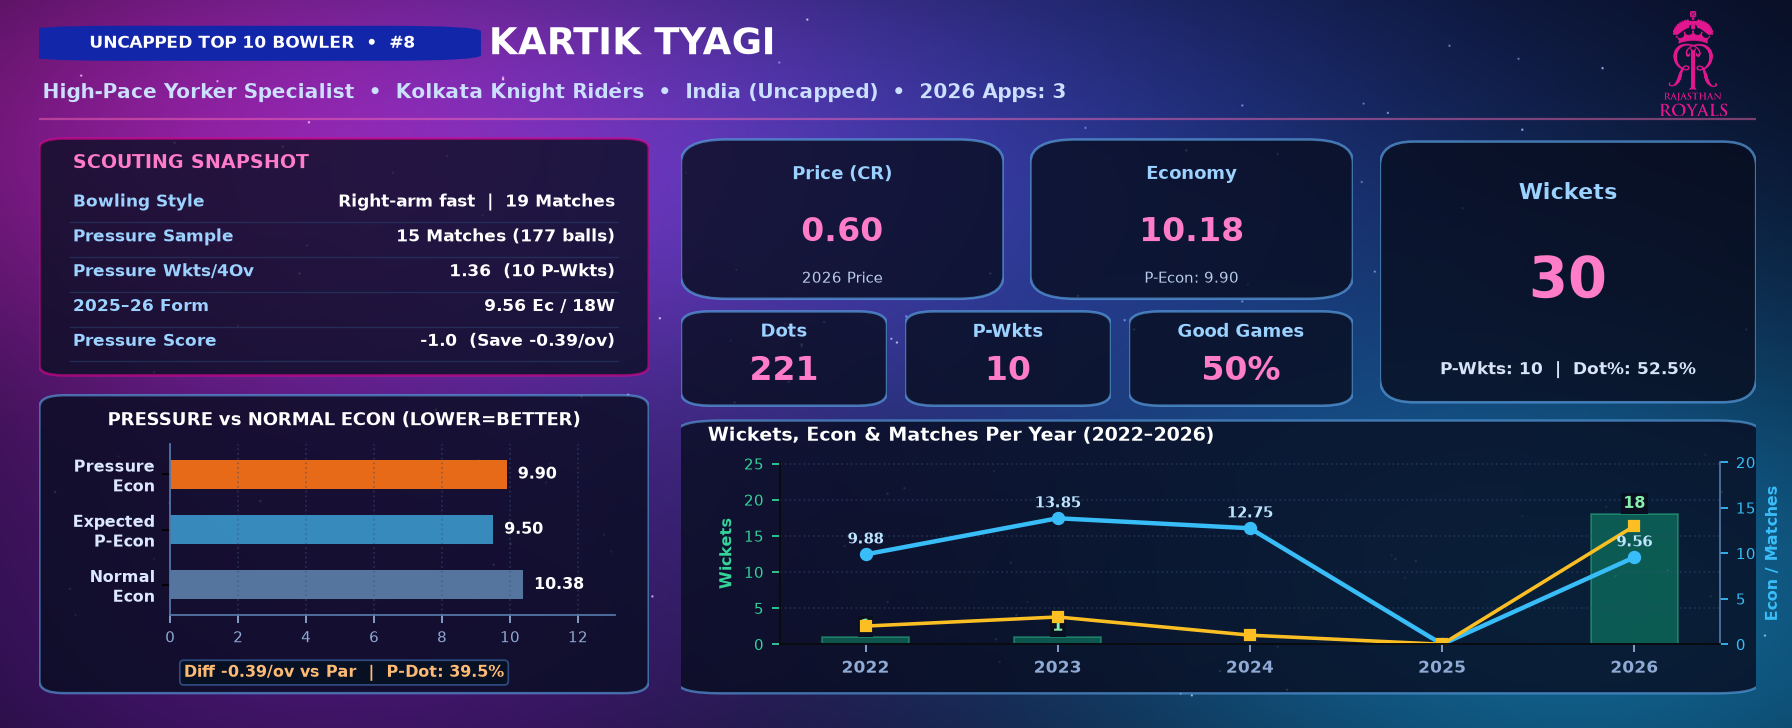 UNCAPPED TOP 10 BOWLER • #8
KARTIK TYAGI
High-Pace Yorker Specialist • Kolkata Knight Riders • India (Uncapped) • 2026 Apps: 3
RAJASTHAN
ROYALS
SCOUTING SNAPSHOT
Bowling Style Right-arm fast | 19 Matches
Pressure Sample 15 Matches (177 balls)
Pressure Wkts/4Ov 1.36 (10 P-Wkts)
2025–26 Form 9.56 Ec / 18W
Pressure Score -1.0 (Save -0.39/ov)
Price (CR)
0.60
2026 Price
Economy
10.18
P-Econ: 9.90
Wickets
30
P-Wkts: 10 | Dot%: 52.5%
Dots
221
P-Wkts
10
Good Games
50%
PRESSURE vs NORMAL ECON (LOWER=BETTER)
Pressure
Econ
9.90
Expected
P-Econ
9.50
Normal
Econ
10.38
0 2 4 6 8 10 12
Diff -0.39/ov vs Par | P-Dot: 39.5%
Wickets, Econ & Matches Per Year (2022–2026)
Wickets
25
20
15
10
5
0
9.88
13.85
12.75
18
9.56
20
15
10
5
0
Econ / Matches
2022 2023 2024 2025 2026